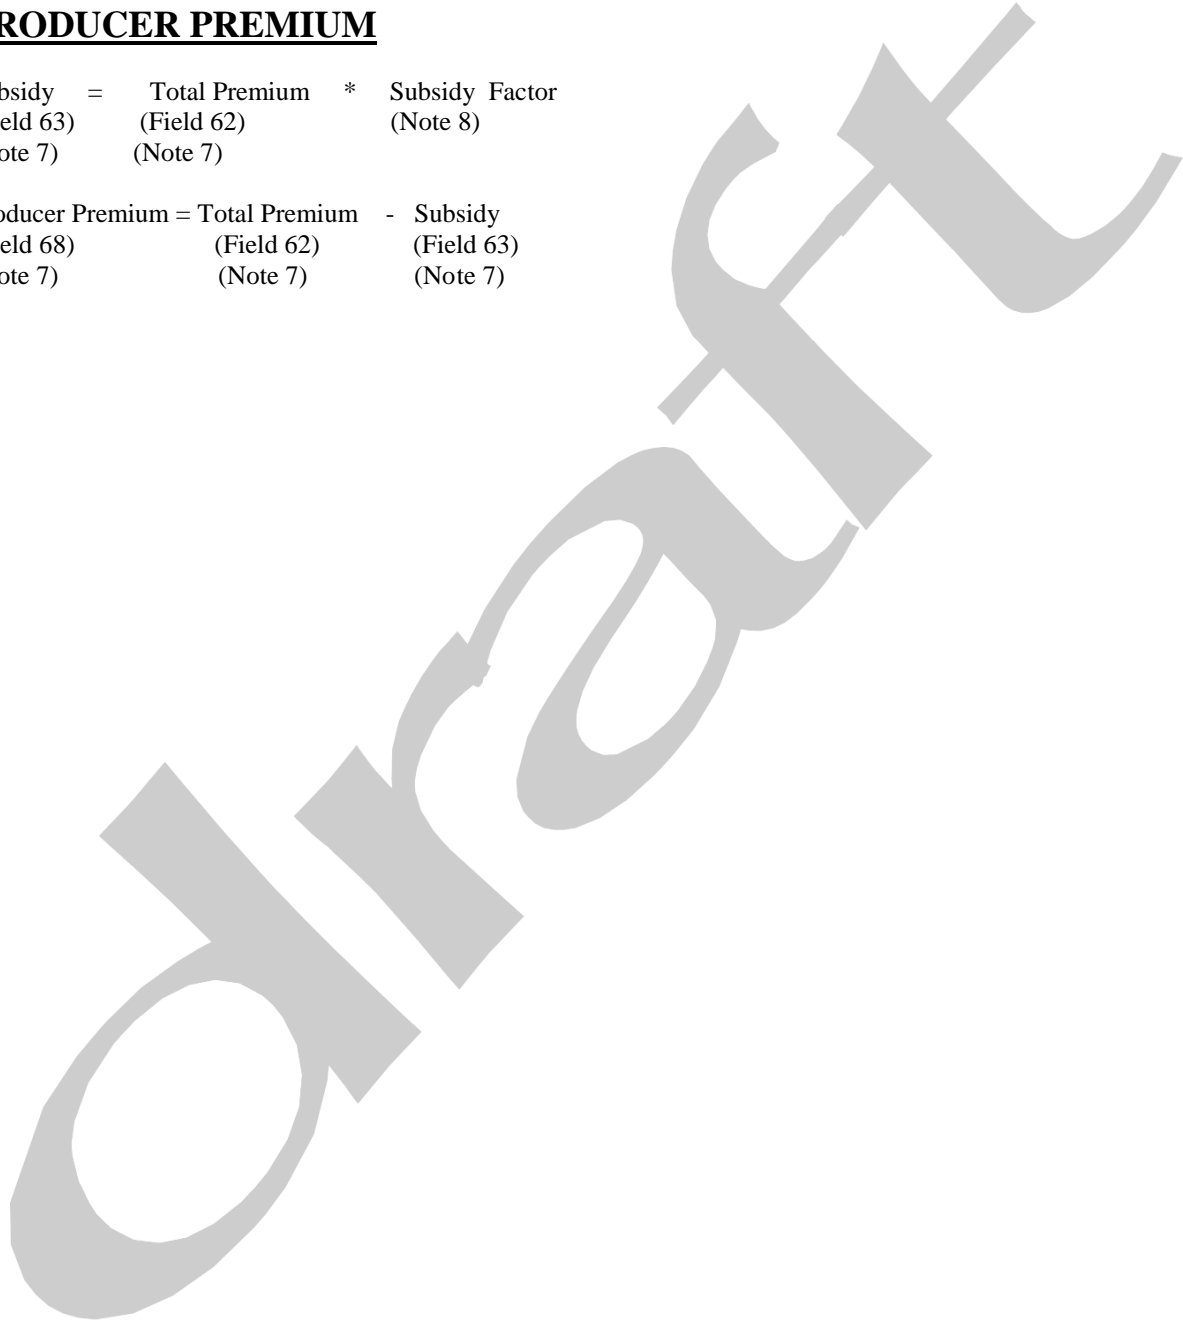 RODUCER PREMIUM
bsidy = Total Premium * Subsidy Factor
eld 63) (Field 62) (Note 8)
ote 7) (Note 7)
oducer Premium = Total Premium - Subsidy
eld 68) (Field 62) (Field 63)
ote 7) (Note 7) (Note 7)
draft